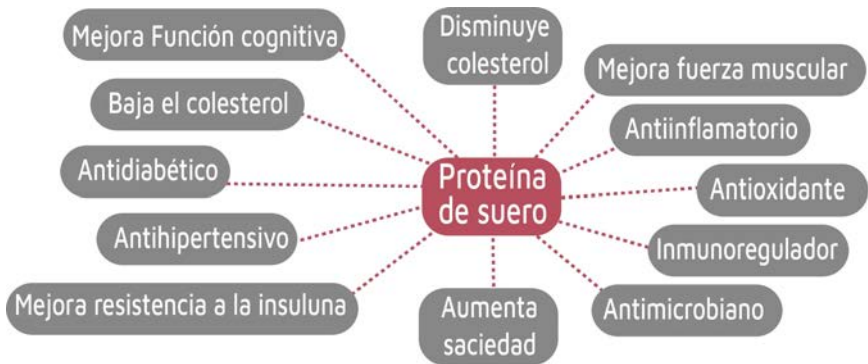 Mejora Función cognitiva
Disminuye
colesterol
Mejora fuerza muscular
Baja el colesterol
Antiinflamatorio
Antidiabético
Proteína
de suero
Antioxidante
Antihipertensivo
Inmunoregulador
Mejora resistencia a la insuluna
Aumenta
saciedad
Antimicrobiano